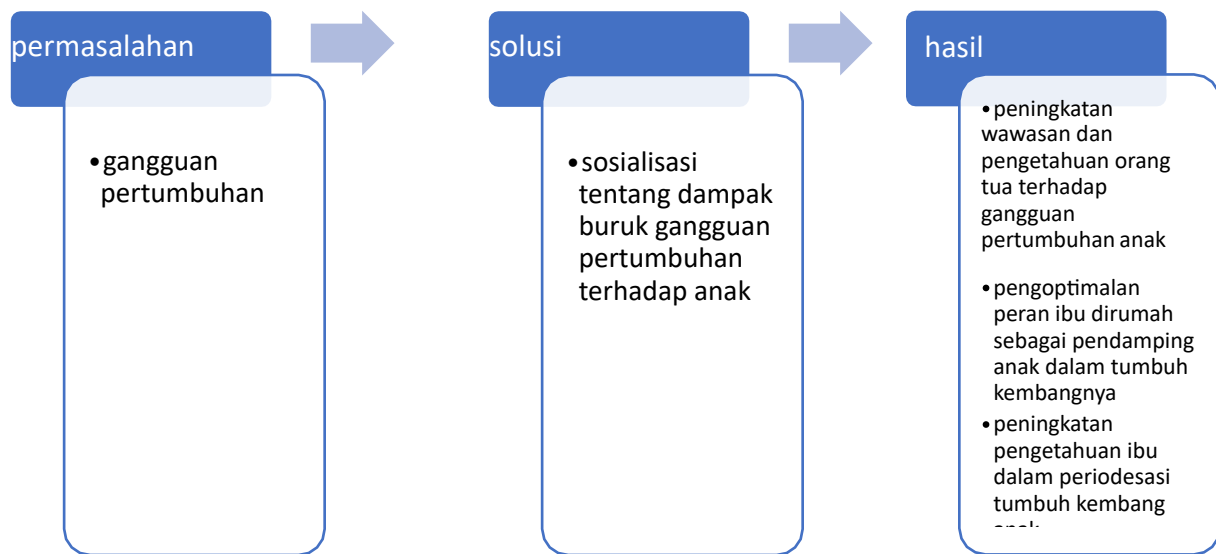 permasalahan
•gangguan
pertumbuhan
solusi
•sosialisasi
tentang dampak
buruk gangguan
pertumbuhan
terhadap anak
hasil
•peningkatan
wawasan dan
pengetahuan orang
tua terhadap
gangguan
pertumbuhan anak
•pengoptimalan
peran ibu dirumah
sebagai pendamping
anak dalam tumbuh
kembangnya
•peningkatan
pengetahuan ibu
dalam periodesasi
tumbuh kembang